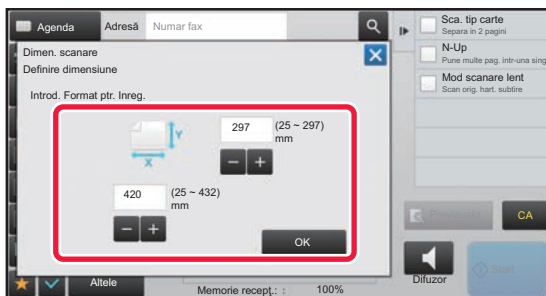 Agenda
Adresă
Numar fax
Sca. tip carte
Separa in 2 pagini
N-Up
Pune multe pag. intr-una sing
Mod scanare lent
Scan orig. hart. subtire
Dimen. scanare
Definire dimensiune
Introd. Format ptr. Inreg.
Y
X
297
(25 ~ 297)
mm
420
(25 ~ 432)
mm
OK
CA
Start
Altele
Memorie recepț.: :
100%
Difuzor